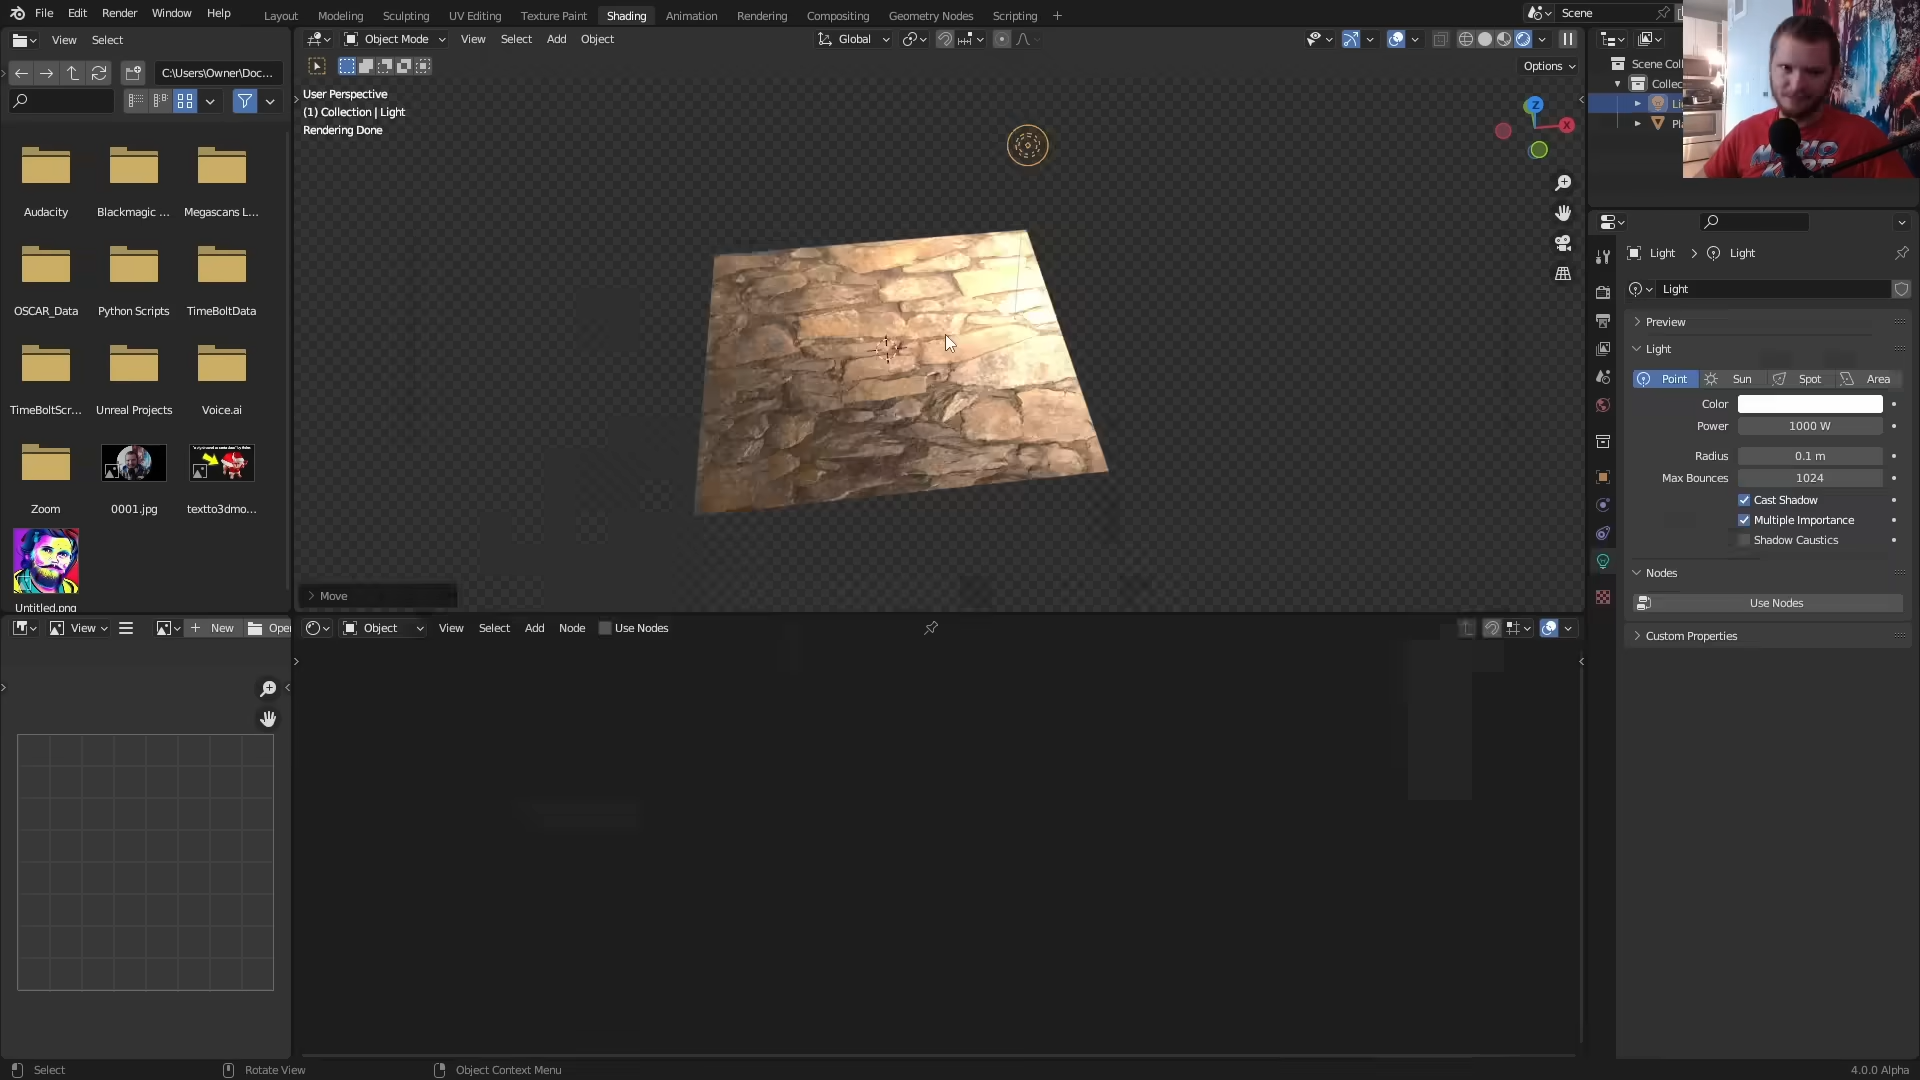 File Edit Render Window Help
Layout Modeling Sculpting UV Editing Texture Paint Shading Animation Rendering Compositing Geometry Nodes Scripting +
Scene
View Select
Object Mode View Select Add Object
Global
C:\Users\Owner\Doc...
Options
User Perspective
(1) Collection | Light
Rendering Done
Z
X
Scene Coll
Collec
Li
Pl
MARIO
KART
Audacity Blackmagic ... Megascans L...
OSCAR_Data Python Scripts TimeBoltData
TimeBoltScr... Unreal Projects Voice.ai
Zoom 0001.jpg textto3dmo...
Untitled.png
Move
Light > Light
Light
Preview
Light
Point Sun Spot Area
Color
Power 1000 W
Radius 0.1 m
Max Bounces 1024
Cast Shadow
Multiple Importance
Shadow Caustics
Nodes
Use Nodes
Custom Properties
View New Ope
Object View Select Add Node Use Nodes
Select Rotate View Object Context Menu
4.0.0 Alpha